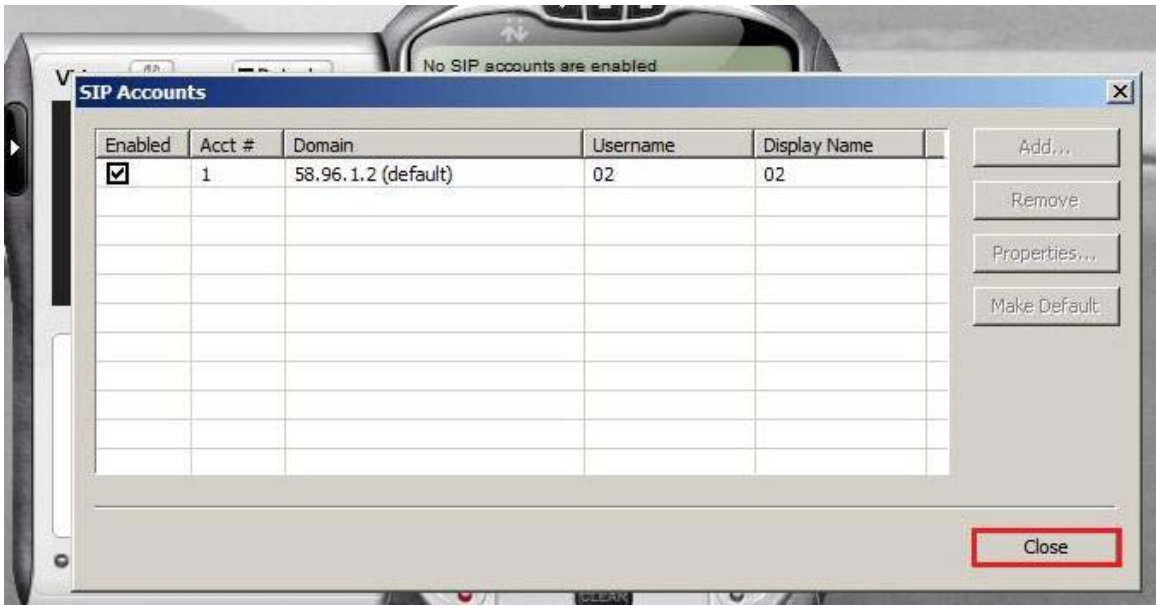 No SIP accounts are enabled
SIP Accounts
Enabled Acct # Domain Username Display Name
1 58.96.1.2 (default) 02 02
Add...
Remove
Properties...
Make Default
Close
CLEAR